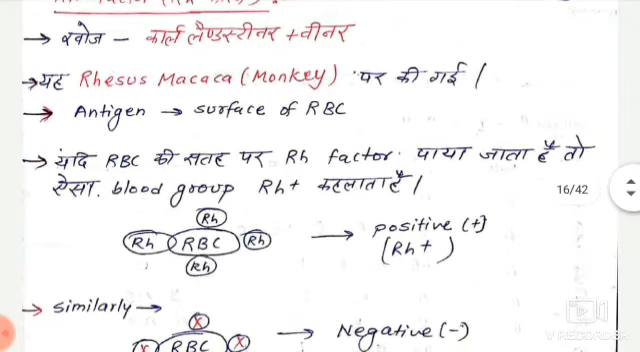 → खोज - कार्ल लैण्डस्टीनर + वीनर
→ यह Rhesus Macaca (Monkey) पर की गई |
→ Antigen → surface of RBC
→ यदि RBC की सतह पर Rh factor. पाया जाता है तो
ऐसा. blood group Rh+ कहलाता है |
16/42
Rh
Rh RBC Rh → positive (+)
Rh (Rh+ )
→ Similarly →
x
x RBC x → Negative (-)
V RECORDER